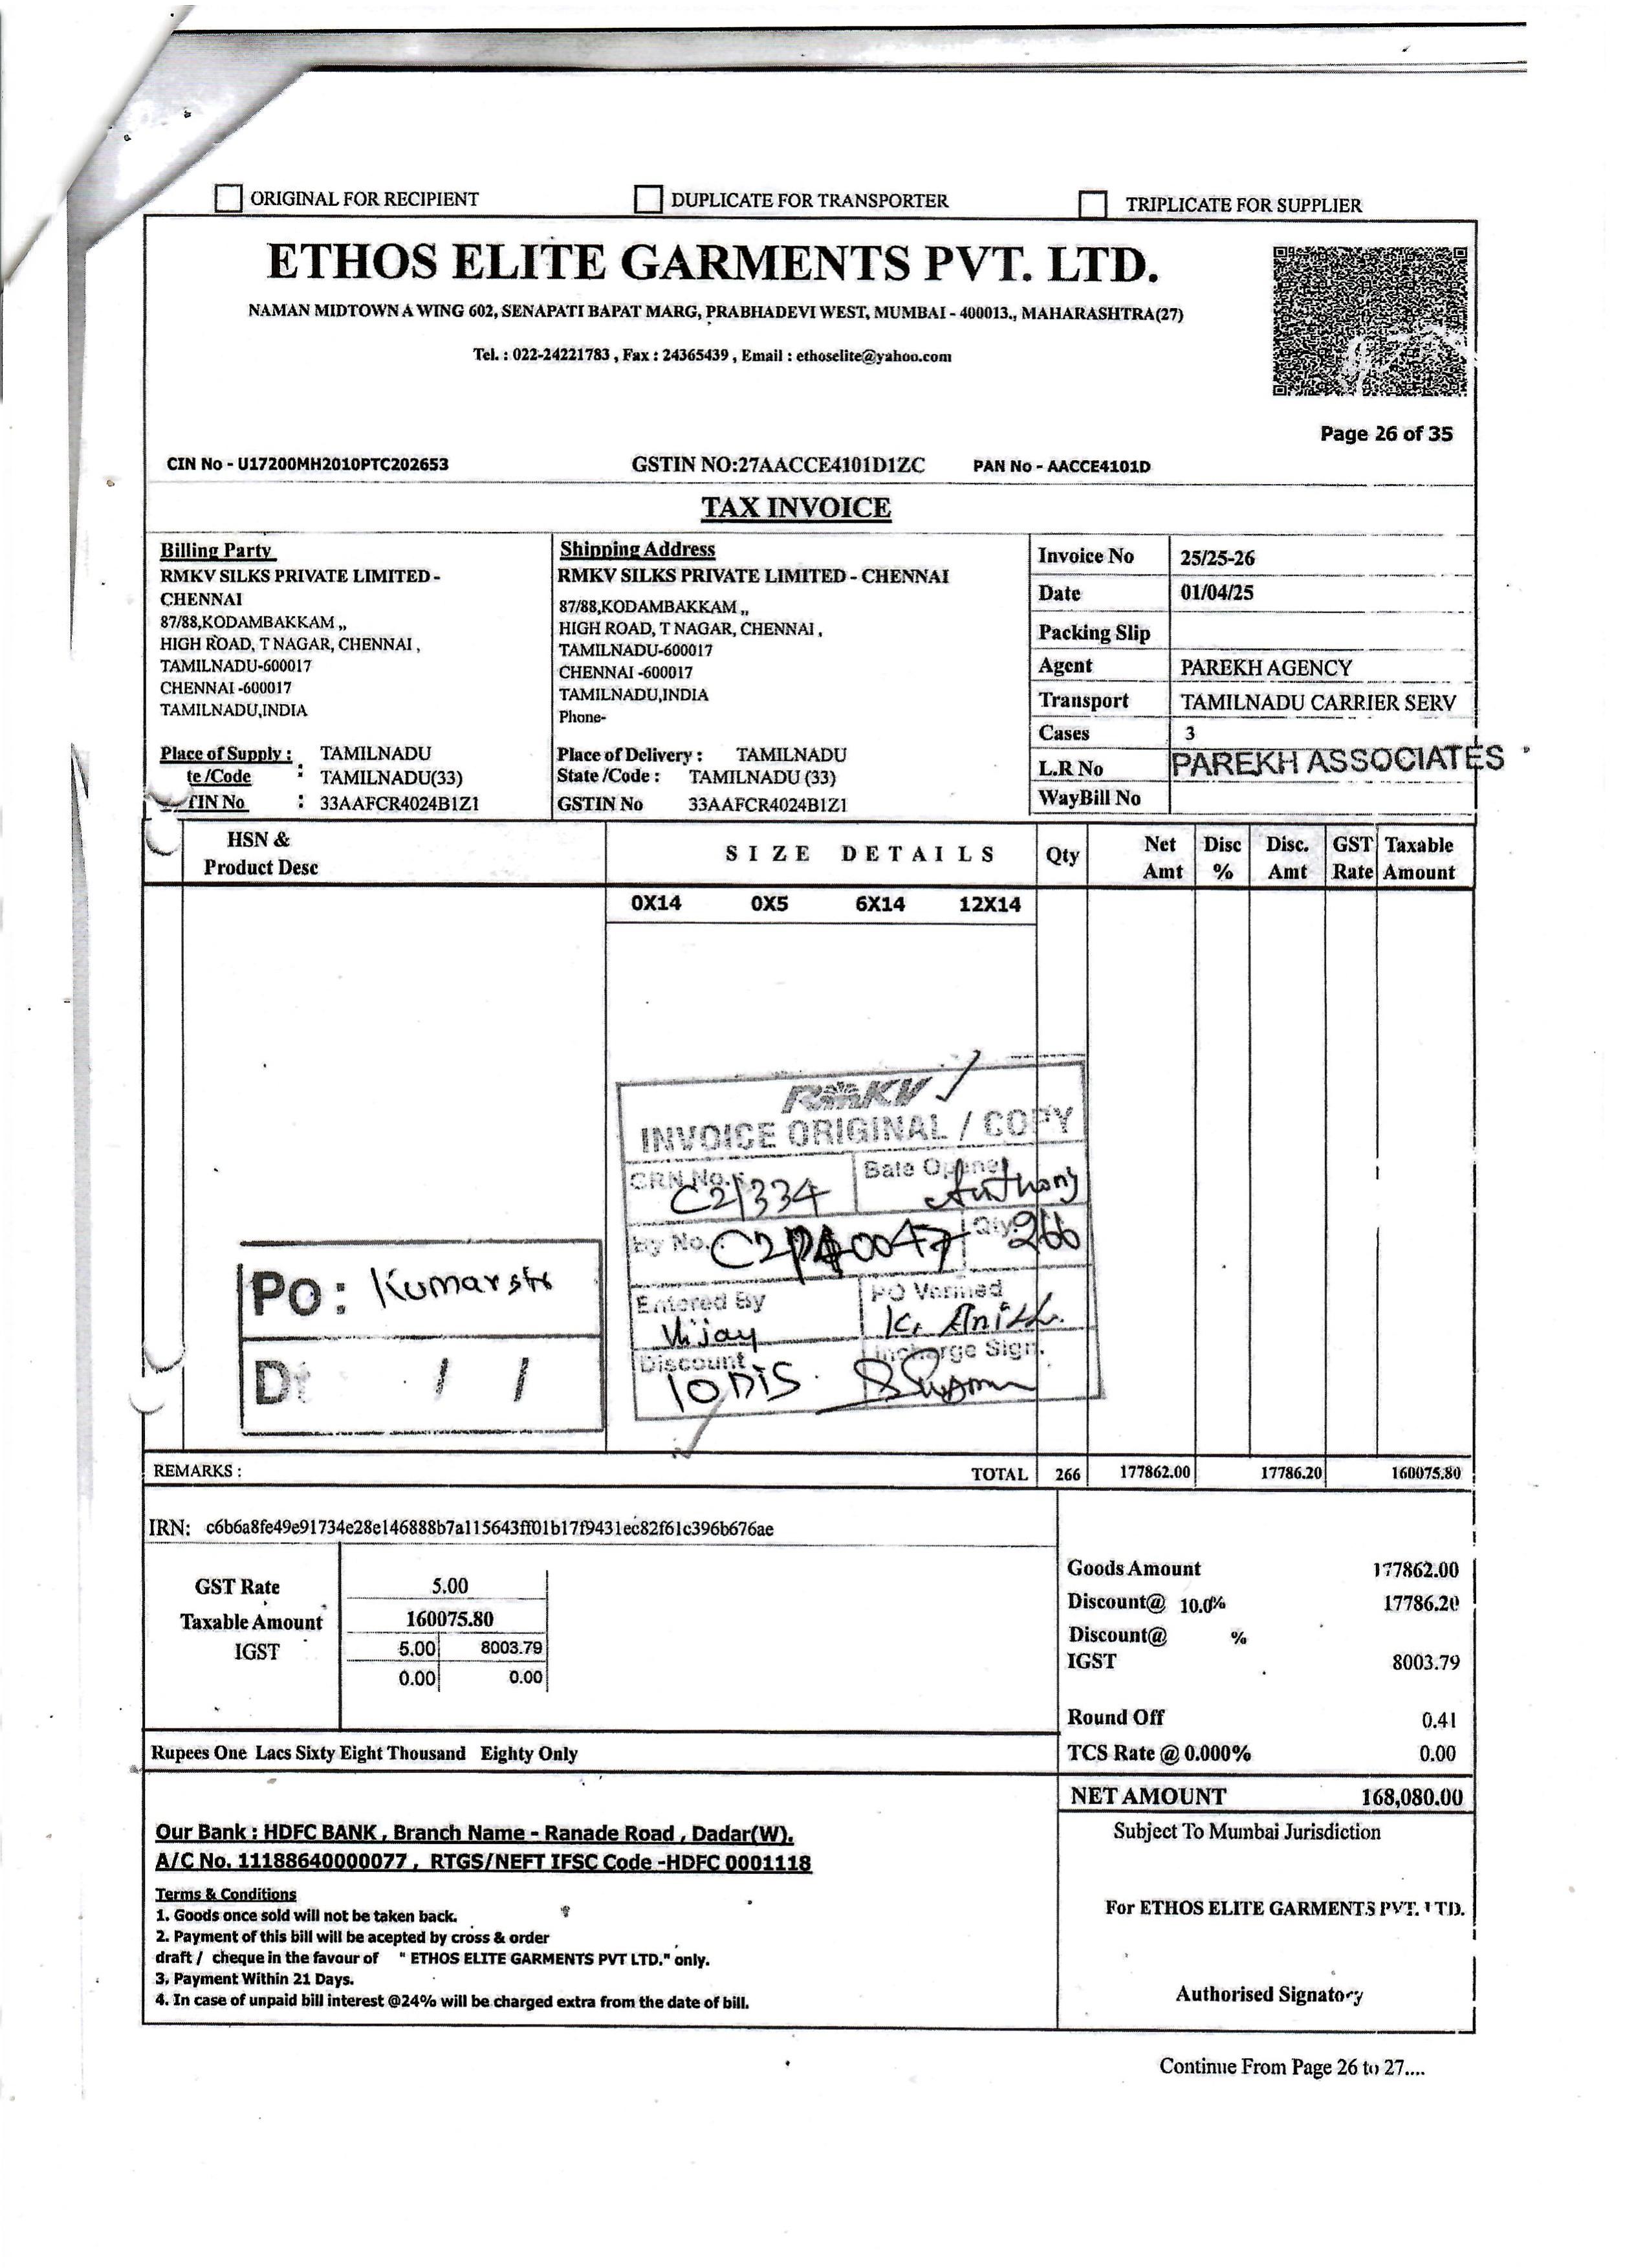 ORIGINAL FOR RECIPIENT DUPLICATE FOR TRANSPORTER TRIPLICATE FOR SUPPLIER
ETHOS ELITE GARMENTS PVT. LTD.
NAMAN MIDTOWN A WING 602, SENAPATI BAPAT MARG, PRABHADEVI WEST, MUMBAI - 400013., MAHARASHTRA(27)
Tel. : 022-24221783 , Fax : 24365439 , Email : ethoselite@yahoo.com
Page 26 of 35
CIN No - U17200MH2010PTC202653 GSTIN NO:27AACCE4101D1ZC PAN No - AACCE4101D
TAX INVOICE
Billing Party
RMKV SILKS PRIVATE LIMITED -
CHENNAI
87/88,KODAMBAKKAM ,,
HIGH ROAD, T NAGAR, CHENNAI ,
TAMILNADU-600017
CHENNAI -600017
TAMILNADU,INDIA
Place of Supply : TAMILNADU
te /Code : TAMILNADU(33)
TIN No : 33AAFCR4024B1Z1
Shipping Address
RMKV SILKS PRIVATE LIMITED - CHENNAI
87/88,KODAMBAKKAM ,,
HIGH ROAD, T NAGAR, CHENNAI ,
TAMILNADU-600017
CHENNAI -600017
TAMILNADU,INDIA
Phone-
Place of Delivery : TAMILNADU
State /Code : TAMILNADU (33)
GSTIN No 33AAFCR4024B1Z1
Invoice No 25/25-26
Date 01/04/25
Packing Slip
Agent PAREKH AGENCY
Transport TAMILNADU CARRIER SERV
Cases 3
L.R No PAREKH ASSOCIATES
WayBill No
HSN & Product Desc SIZE DETAILS Qty Net Amt Disc % Disc. Amt GST Rate Taxable Amount
0X14 0X5 6X14 12X14
RMKV
INVOICE ORIGINAL / COPY
CRN No. C2/334 Bale Opened Anthony
By No. Qty 266
Entered By Vijay PO Verified K. Anith
Discount 10 DIS. Incharge Sign.
PO :
Dt / /
REMARKS : TOTAL 266 177862.00 17786.20 160075.80
IRN: c6b6a8fe49e91734e28e146888b7a115643ff01b17f9431ec82f61c396b676ae
GST Rate 5.00
Taxable Amount 160075.80
IGST 5.00 8003.79
0.00 0.00
Goods Amount 177862.00
Discount@ 10.0% 17786.20
Discount@ %
IGST 8003.79
Round Off 0.41
Rupees One Lacs Sixty Eight Thousand Eighty Only
TCS Rate @ 0.000% 0.00
NET AMOUNT 168,080.00
Our Bank : HDFC BANK , Branch Name - Ranade Road , Dadar(W).
A/C No. 11188640000077 , RTGS/NEFT IFSC Code -HDFC 0001118
Terms & Conditions
1. Goods once sold will not be taken back.
2. Payment of this bill will be acepted by cross & order
draft / cheque in the favour of " ETHOS ELITE GARMENTS PVT LTD." only.
3. Payment Within 21 Days.
4. In case of unpaid bill interest @24% will be charged extra from the date of bill.
Subject To Mumbai Jurisdiction
For ETHOS ELITE GARMENTS PVT. LTD.
Authorised Signatory
Continue From Page 26 to 27....